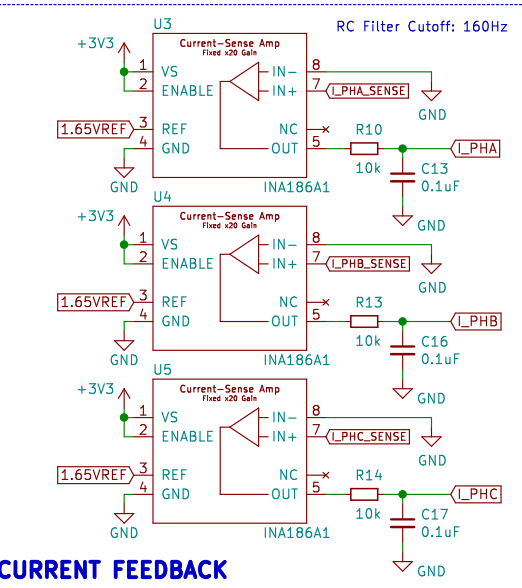 U3
RC Filter Cutoff: 160Hz
+3V3
Current-Sense Amp
Fixed x20 Gain
1 VS IN- 8
2 ENABLE IN+ 7 I_PHA_SENSE
GND
1.65VREF 3 REF NC R10
4 GND OUT 5 I_PHA
10k C13
0.1uF
GND INA186A1
GND
U4
+3V3
Current-Sense Amp
Fixed x20 Gain
1 VS IN- 8
2 ENABLE IN+ 7 I_PHB_SENSE
GND
1.65VREF 3 REF NC R13
4 GND OUT 5 I_PHB
10k C16
0.1uF
GND INA186A1
GND
U5
+3V3
Current-Sense Amp
Fixed x20 Gain
1 VS IN- 8
2 ENABLE IN+ 7 I_PHC_SENSE
GND
1.65VREF 3 REF NC R14
4 GND OUT 5 I_PHC
10k C17
0.1uF
GND INA186A1
GND
CURRENT FEEDBACK